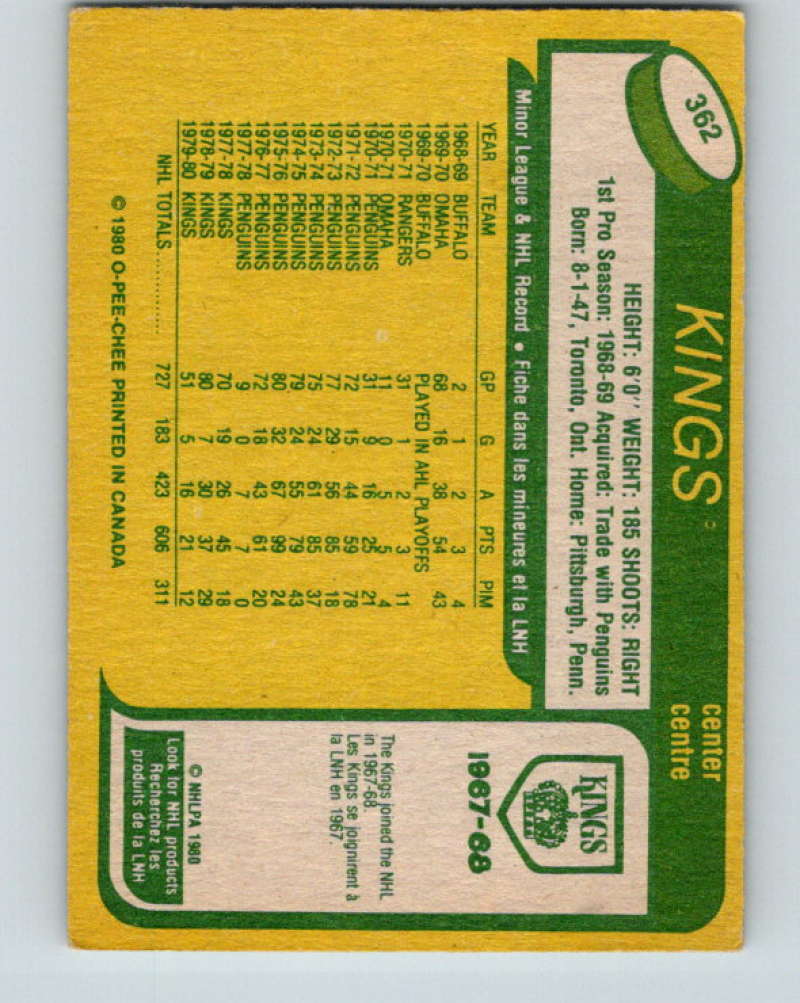 362
KINGS
center
centre
HEIGHT: 6'0" WEIGHT: 185 SHOOTS: RIGHT
1st Pro Season: 1968-69 Acquired: Trade with Penguins
Born: 8-1-47, Toronto, Ont. Home: Pittsburgh, Penn.
Minor League & NHL Record • Fiche dans les mineures et la LNH
YEAR TEAM GP G A PTS PIM
1968-69 BUFFALO 2 1 2 3 4
1969-70 OMAHA 68 16 38 54 43
1969-70 BUFFALO PLAYED IN AHL PLAYOFFS
1970-71 RANGERS 31 1 2 3 11
1970-71 OMAHA 11 0 5 5 4
1970-71 PENGUINS 31 9 16 25 21
1971-72 PENGUINS 72 15 44 59 78
1972-73 PENGUINS 77 29 56 85 18
1973-74 PENGUINS 75 24 61 85 37
1974-75 PENGUINS 79 24 55 79 43
1975-76 PENGUINS 80 32 67 99 24
1976-77 PENGUINS 72 18 43 61 20
1977-78 PENGUINS 9 0 7 7 0
1977-78 KINGS 70 19 26 45 18
1978-79 KINGS 80 7 30 37 29
1979-80 KINGS 51 5 16 21 12
NHL TOTALS............... 727 183 423 606 311
© 1980 O-PEE-CHEE PRINTED IN CANADA
KINGS
1967-68
The Kings joined the NHL
in 1967-68.
Les Kings se joignirent à
la LNH en 1967.
© NHLPA 1980
Look for NHL products
Recherchez les
produits de la LNH